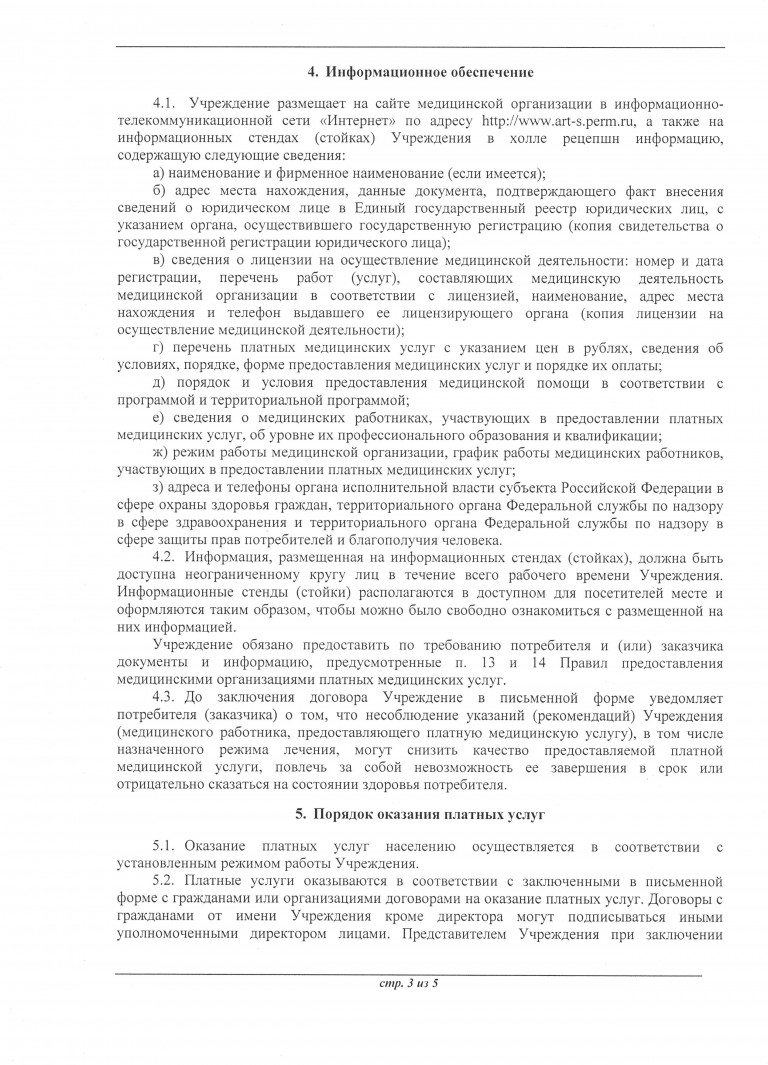 4. Информационное обеспечение
4.1. Учреждение размещает на сайте медицинской организации в информационно-
телекоммуникационной сети «Интернет» по адресу http://www.art-s.perm.ru, а также на
информационных стендах (стойках) Учреждения в холле рецепшн информацию,
содержащую следующие сведения:
а) наименование и фирменное наименование (если имеется);
б) адрес места нахождения, данные документа, подтверждающего факт внесения
сведений о юридическом лице в Единый государственный реестр юридических лиц, с
указанием органа, осуществившего государственную регистрацию (копия свидетельства о
государственной регистрации юридического лица);
в) сведения о лицензии на осуществление медицинской деятельности: номер и дата
регистрации, перечень работ (услуг), составляющих медицинскую деятельность
медицинской организации в соответствии с лицензией, наименование, адрес места
нахождения и телефон выдавшего ее лицензирующего органа (копия лицензии на
осуществление медицинской деятельности);
г) перечень платных медицинских услуг с указанием цен в рублях, сведения об
условиях, порядке, форме предоставления медицинских услуг и порядке их оплаты;
д) порядок и условия предоставления медицинской помощи в соответствии с
программой и территориальной программой;
е) сведения о медицинских работниках, участвующих в предоставлении платных
медицинских услуг, об уровне их профессионального образования и квалификации;
ж) режим работы медицинской организации, график работы медицинских работников,
участвующих в предоставлении платных медицинских услуг;
з) адреса и телефоны органа исполнительной власти субъекта Российской Федерации в
сфере охраны здоровья граждан, территориального органа Федеральной службы по надзору
в сфере здравоохранения и территориального органа Федеральной службы по надзору в
сфере защиты прав потребителей и благополучия человека.
4.2. Информация, размещенная на информационных стендах (стойках), должна быть
доступна неограниченному кругу лиц в течение всего рабочего времени Учреждения.
Информационные стенды (стойки) располагаются в доступном для посетителей месте и
оформляются таким образом, чтобы можно было свободно ознакомиться с размещенной на
них информацией.
Учреждение обязано предоставить по требованию потребителя и (или) заказчика
документы и информацию, предусмотренные п. 13 и 14 Правил предоставления
медицинскими организациями платных медицинских услуг.
4.3. До заключения договора Учреждение в письменной форме уведомляет
потребителя (заказчика) о том, что несоблюдение указаний (рекомендаций) Учреждения
(медицинского работника, предоставляющего платную медицинскую услугу), в том числе
назначенного режима лечения, могут снизить качество предоставляемой платной
медицинской услуги, повлечь за собой невозможность ее завершения в срок или
отрицательно сказаться на состоянии здоровья потребителя.
5. Порядок оказания платных услуг
5.1. Оказание платных услуг населению осуществляется в соответствии с
установленным режимом работы Учреждения.
5.2. Платные услуги оказываются в соответствии с заключенными в письменной
форме с гражданами или организациями договорами на оказание платных услуг. Договоры с
гражданами от имени Учреждения кроме директора могут подписываться иными
уполномоченными директором лицами. Представителем Учреждения при заключении
стр. 3 из 5